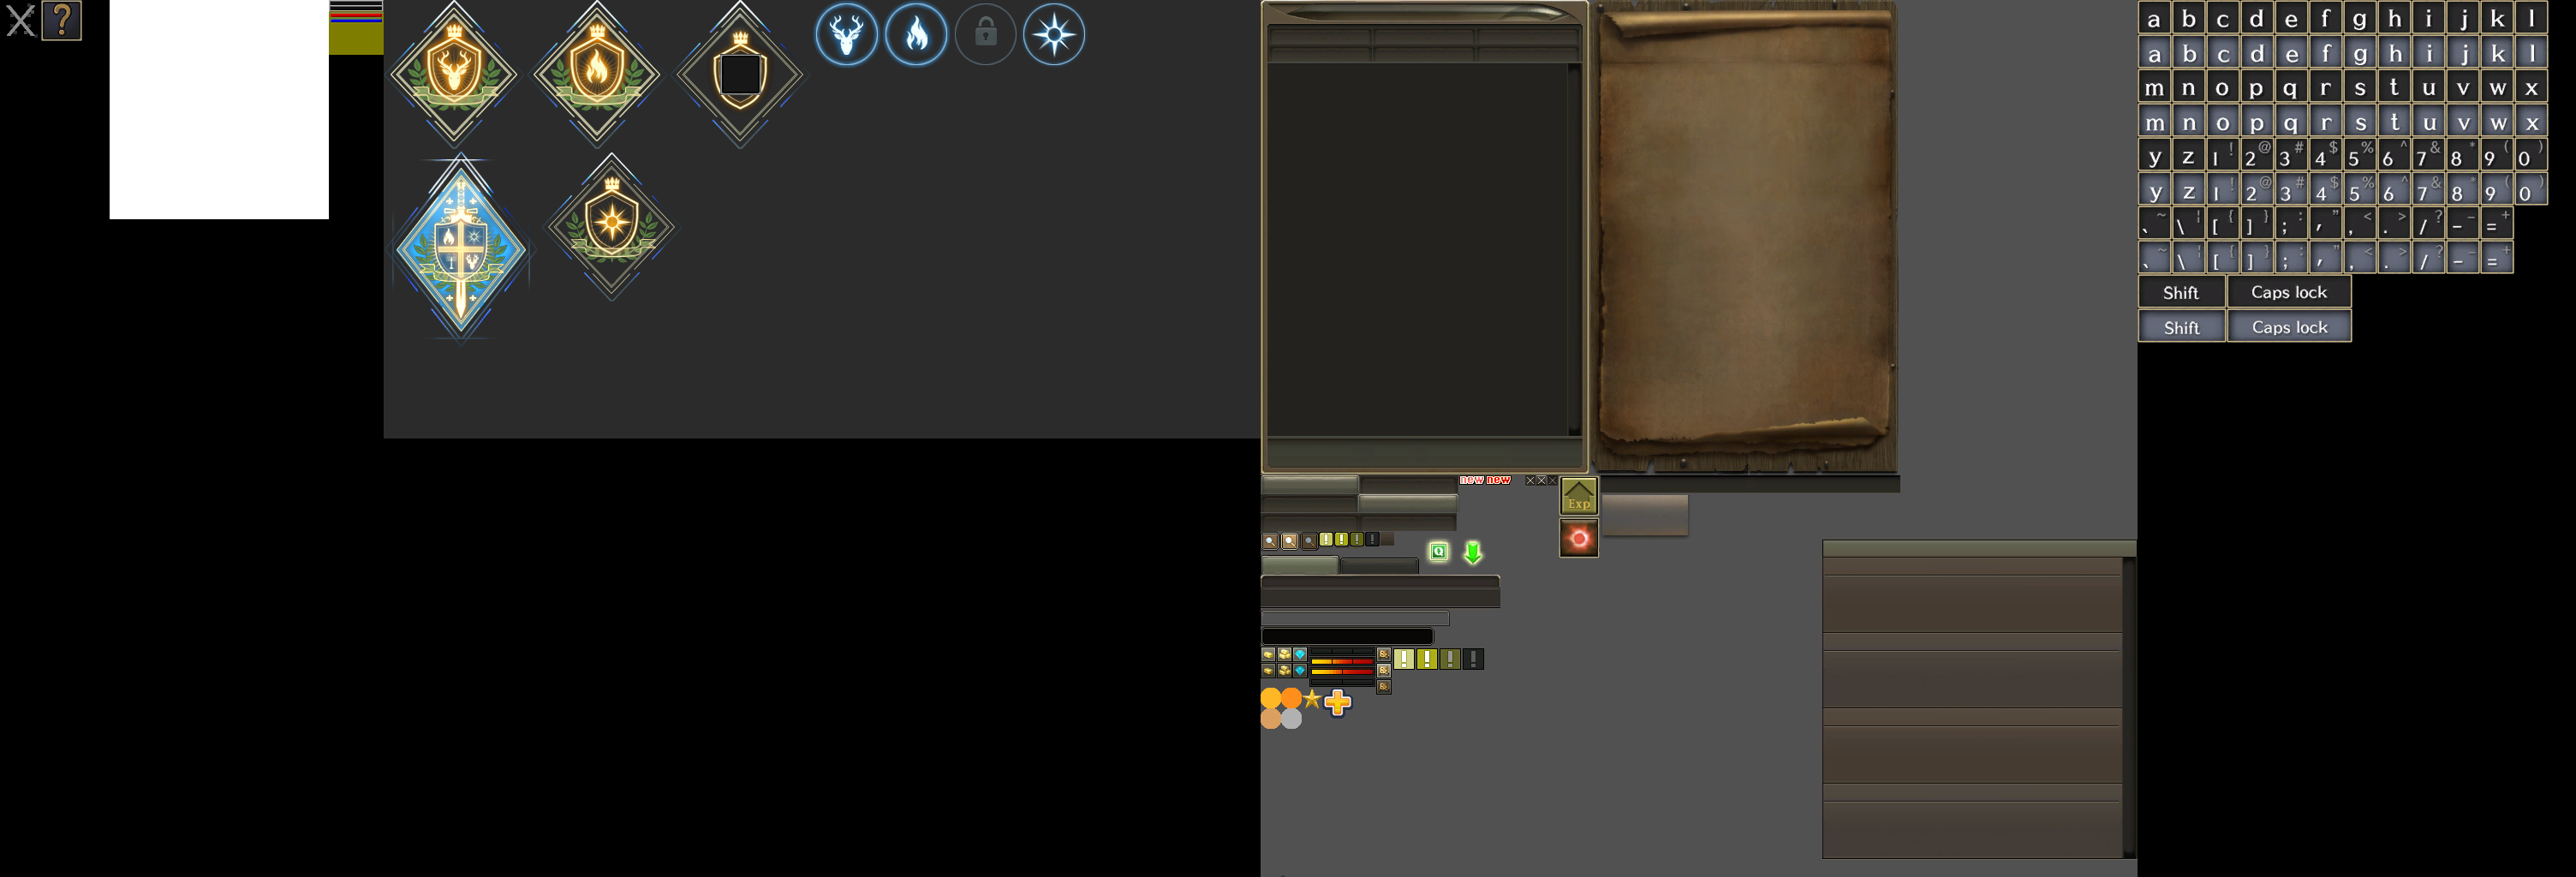 X ?
a b c d e f g h i j k l
a b c d e f g h i j k l
m n o p q r s t u v w x
m n o p q r s t u v w x
y z 1 ! 2 @ 3 # 4 $ 5 % 6 ^ 7 & 8 * 9 ( 0 )
y z 1 ! 2 @ 3 # 4 $ 5 % 6 ^ 7 & 8 * 9 ( 0 )
` ~ \ ¦ [ { ] } ; : ′ ″ , < . > / ? - _ = +
` ~ \ ¦ [ { ] } ; : ′ ″ , < . > / ? - _ = +
Shift Caps lock
Shift Caps lock
new new
Exp
! ! ! !
Q
! ! ! !